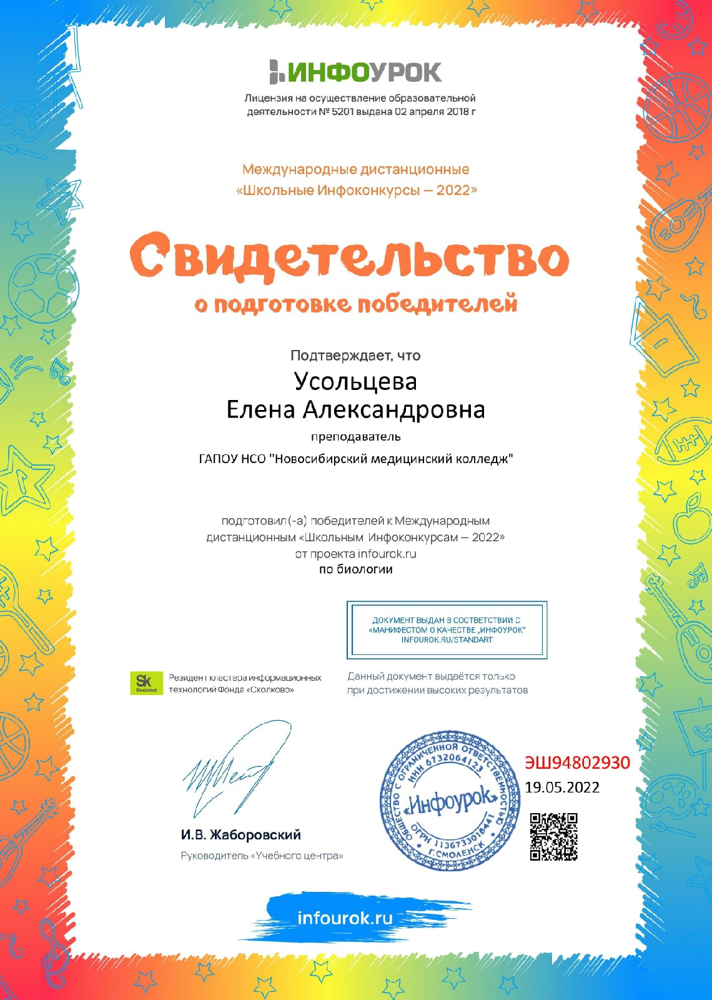 ИНФОУРОК
Лицензия на осуществление образовательной
деятельности № 5201 выдана 02 апреля 2018 г
Международные дистанционные
«Школьные Инфоконкурсы — 2022»
Свидетельство
о подготовке победителей
Подтверждает, что
Усольцева
Елена Александровна
преподаватель
ГАПОУ НСО "Новосибирский медицинский колледж"
подготовил(-а) победителей к Международным
дистанционным «Школьным Инфоконкурсам — 2022»
от проекта infourok.ru
по биологии
ДОКУМЕНТ ВЫДАН В СООТВЕТСТВИИ С
«МАНИФЕСТОМ О КАЧЕСТВЕ „ИНФОУРОК"
INFOUROK.RU/STANDART
Sk
Resident
Резидент кластера информационных
технологий Фонда «Сколково»
Данный документ выдаётся только
при достижении высоких результатов
И.В. Жаборовский
Руководитель «Учебного центра»
ОБЩЕСТВО С ОГРАНИЧЕННОЙ ОТВЕТСТВЕННОСТЬЮ
ИНН 6732064123
«Инфоурок»
ОГРН 1136733016441
Г.СМОЛЕНСК
ЭШ94802930
19.05.2022
infourok.ru